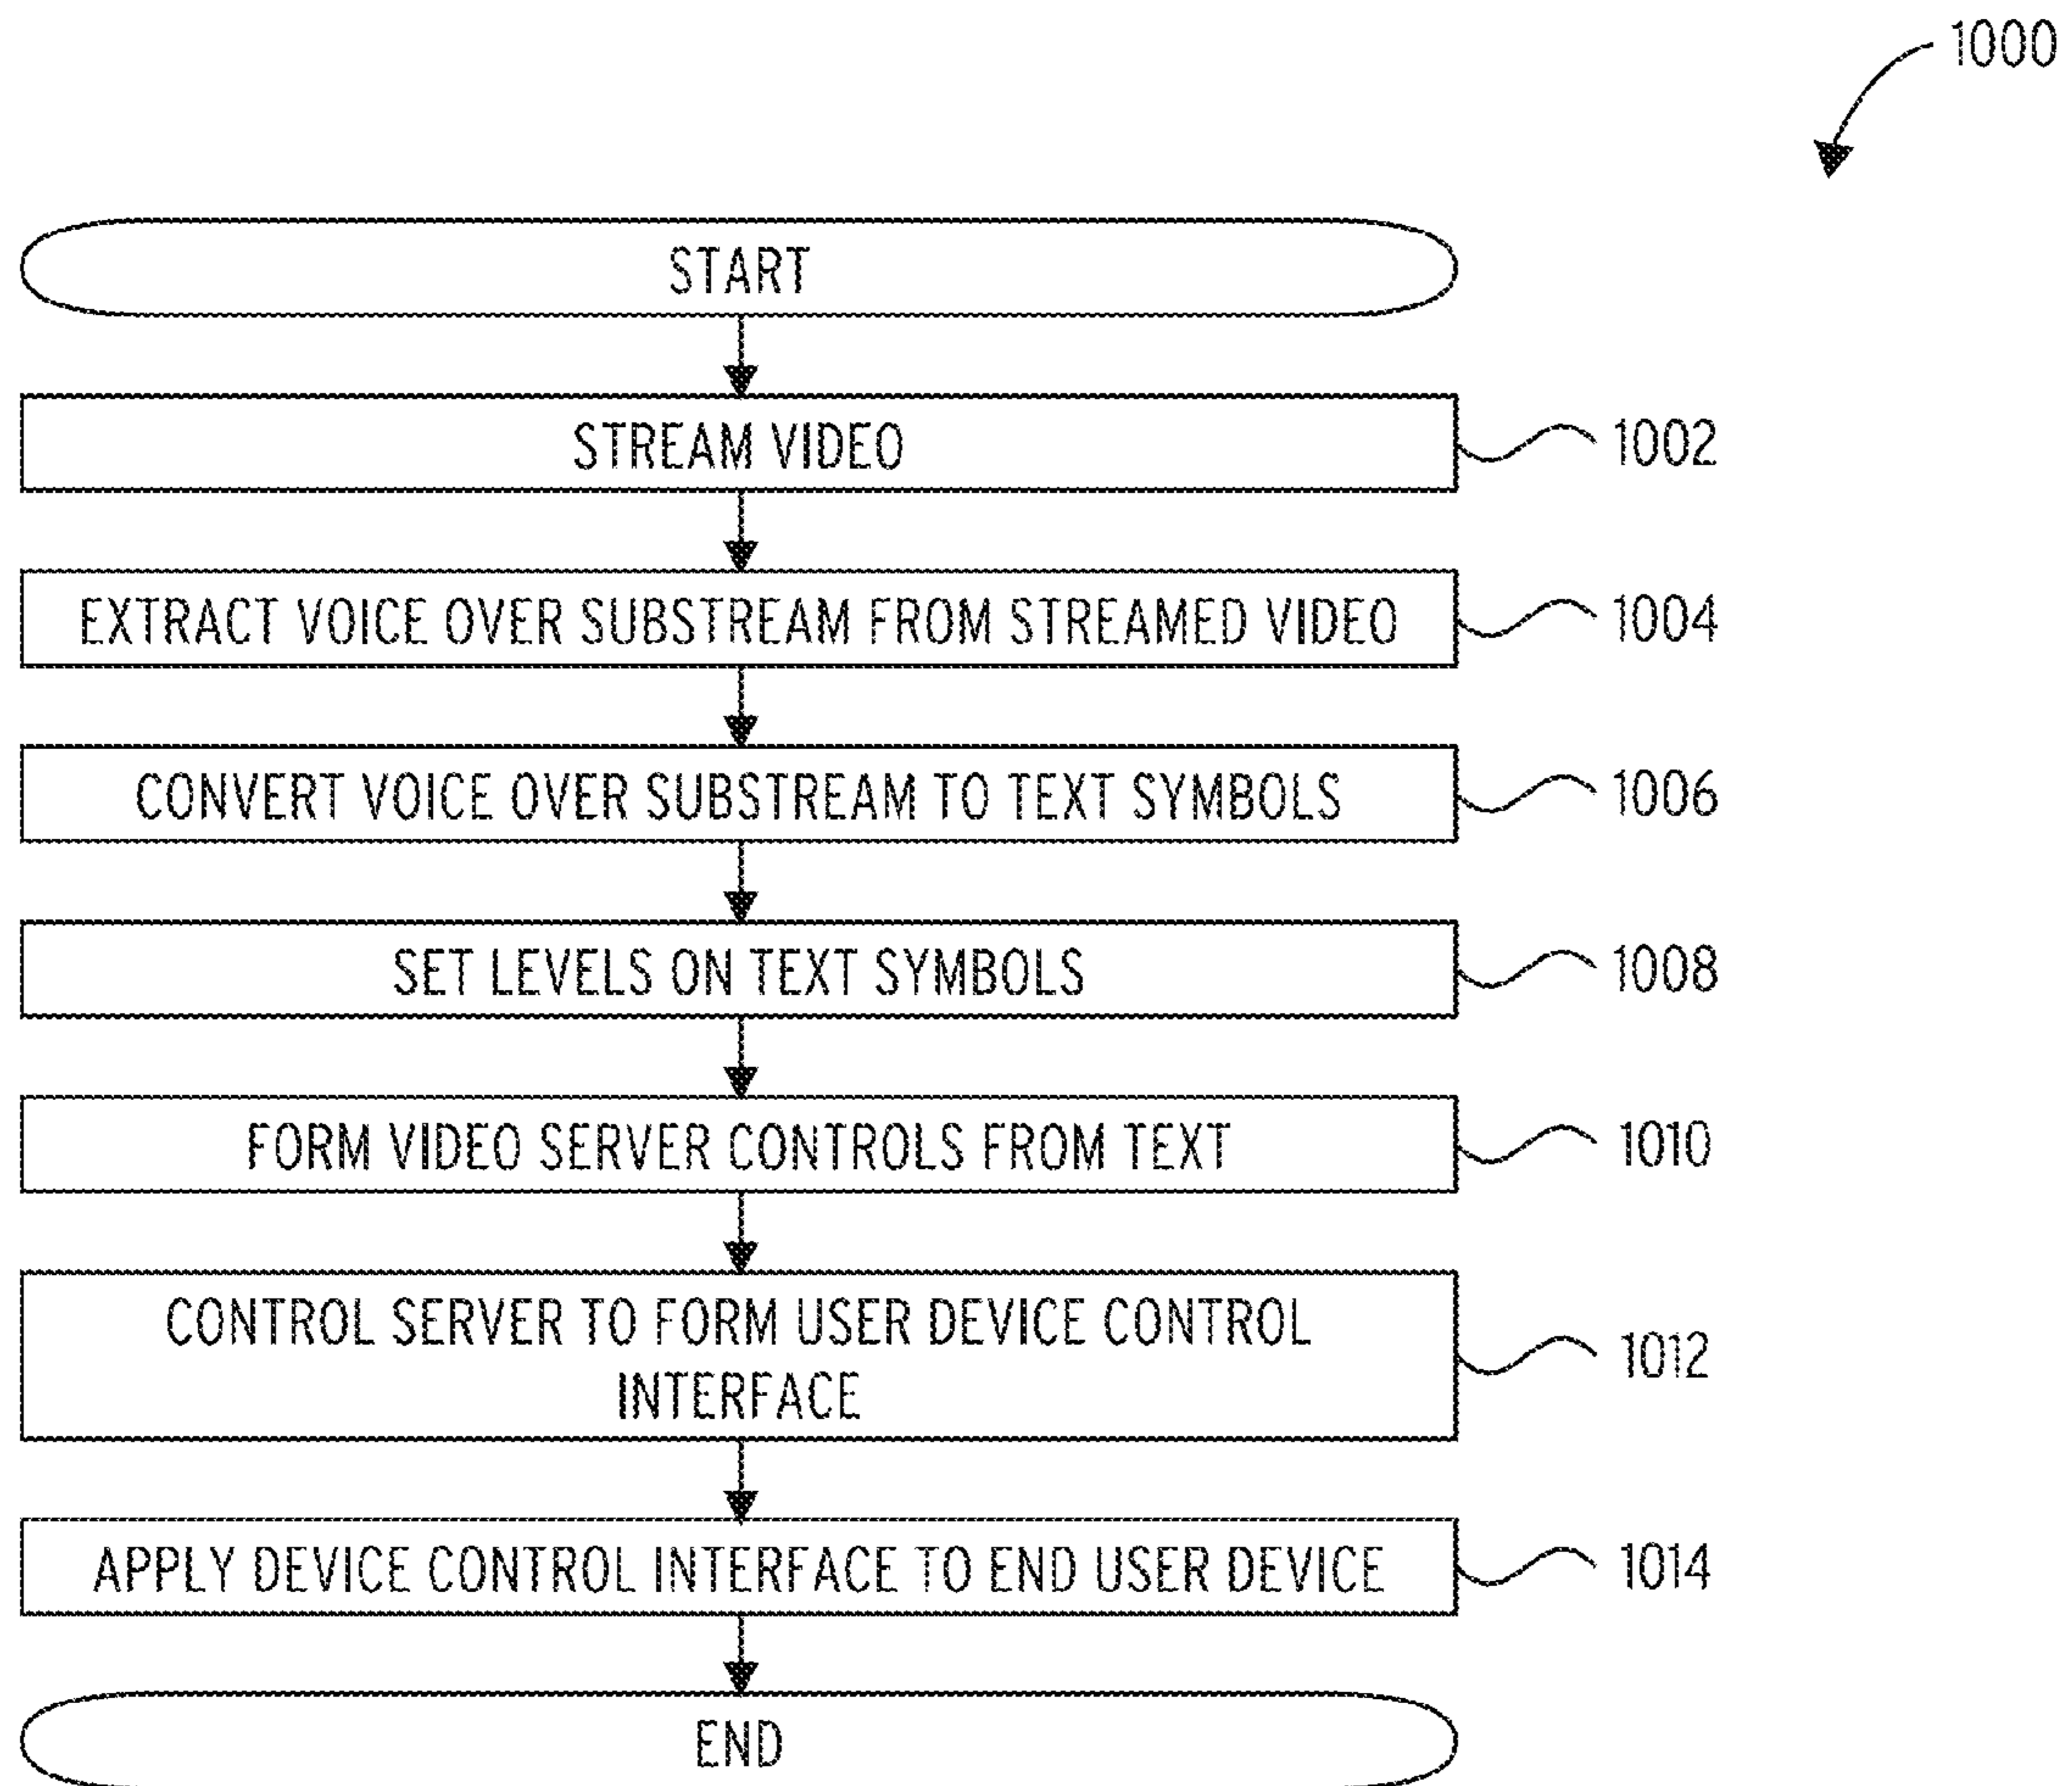 1000
START
STREAM VIDEO
1002
EXTRACT VOICE OVER SUBSTREAM FROM STREAMED VIDEO
1004
CONVERT VOICE OVER SUBSTREAM TO TEXT SYMBOLS
1006
SET LEVELS ON TEXT SYMBOLS
1008
FORM VIDEO SERVER CONTROLS FROM TEXT
1010
CONTROL SERVER TO FORM USER DEVICE CONTROL
INTERFACE
1012
APPLY DEVICE CONTROL INTERFACE TO END USER DEVICE
1014
END